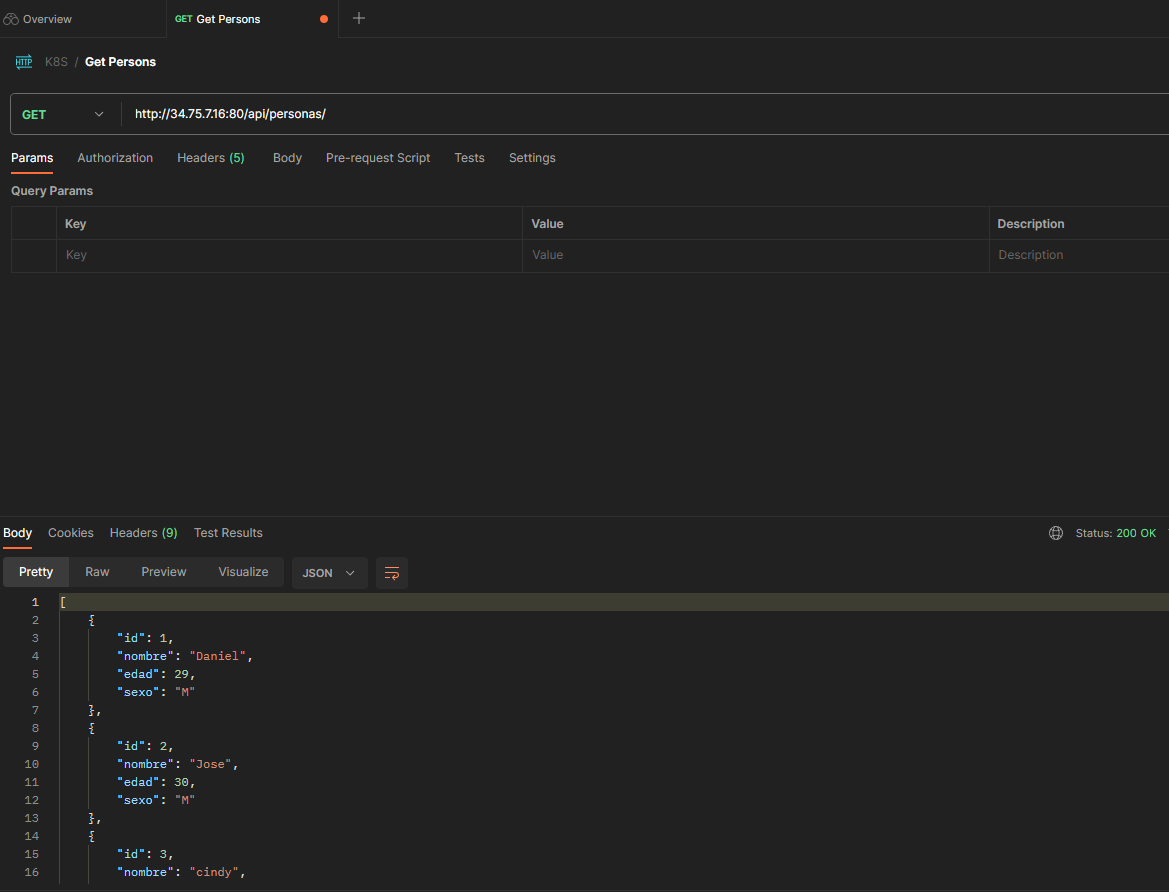 Overview GET Get Persons
HTTP K8S / Get Persons
GET http://34.75.7.16:80/api/personas/
Params Authorization Headers (5) Body Pre-request Script Tests Settings
Query Params
Key Value Description
Key Value Description
Body Cookies Headers (9) Test Results Status: 200 OK
Pretty Raw Preview Visualize JSON
1 [
2 {
3 "id": 1,
4 "nombre": "Daniel",
5 "edad": 29,
6 "sexo": "M"
7 },
8 {
9 "id": 2,
10 "nombre": "Jose",
11 "edad": 30,
12 "sexo": "M"
13 },
14 {
15 "id": 3,
16 "nombre": "cindy",